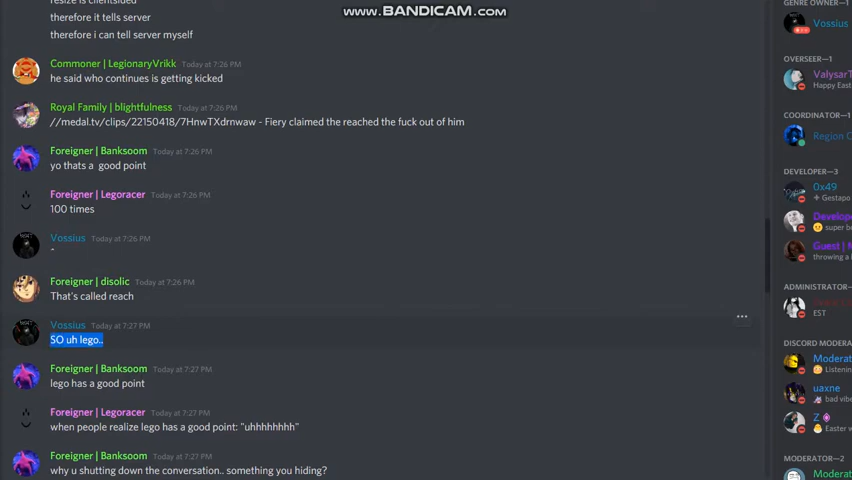 www.BANDICAM.com
resize is clientsided
therefore it tells server
therefore i can tell server myself
Commoner | LegionaryVrikk Today at 7:26 PM
he said who continues is getting kicked
Royal Family | blightfulness Today at 7:26 PM
//medal.tv/clips/22150418/7HnwTXdrnwaw - Fiery claimed the reached the fuck out of him
Foreigner | Banksoom Today at 7:26 PM
yo thats a good point
Foreigner | Legoracer Today at 7:26 PM
100 times
Vossius Today at 7:26 PM
^
Foreigner | disolic Today at 7:26 PM
That's called reach
Vossius Today at 7:27 PM
SO uh lego..
Foreigner | Banksoom Today at 7:27 PM
lego has a good point
Foreigner | Legoracer Today at 7:27 PM
when people realize lego has a good point: "uhhhhhhhh"
Foreigner | Banksoom Today at 7:27 PM
why u shutting down the conversation.. something you hiding?
GENRE OWNER—1
Vossius
OVERSEER—1
ValysarT
Happy East
COORDINATOR—1
Region C
DEVELOPER—3
0x49
Gestapo
Develope
super b
Guest | M
throwing a
ADMINISTRATOR—
EST
DISCORD MODERA
Moderat
Listening
uaxne
bad vibe
Z
Easter w
MODERATOR—2
Moderat